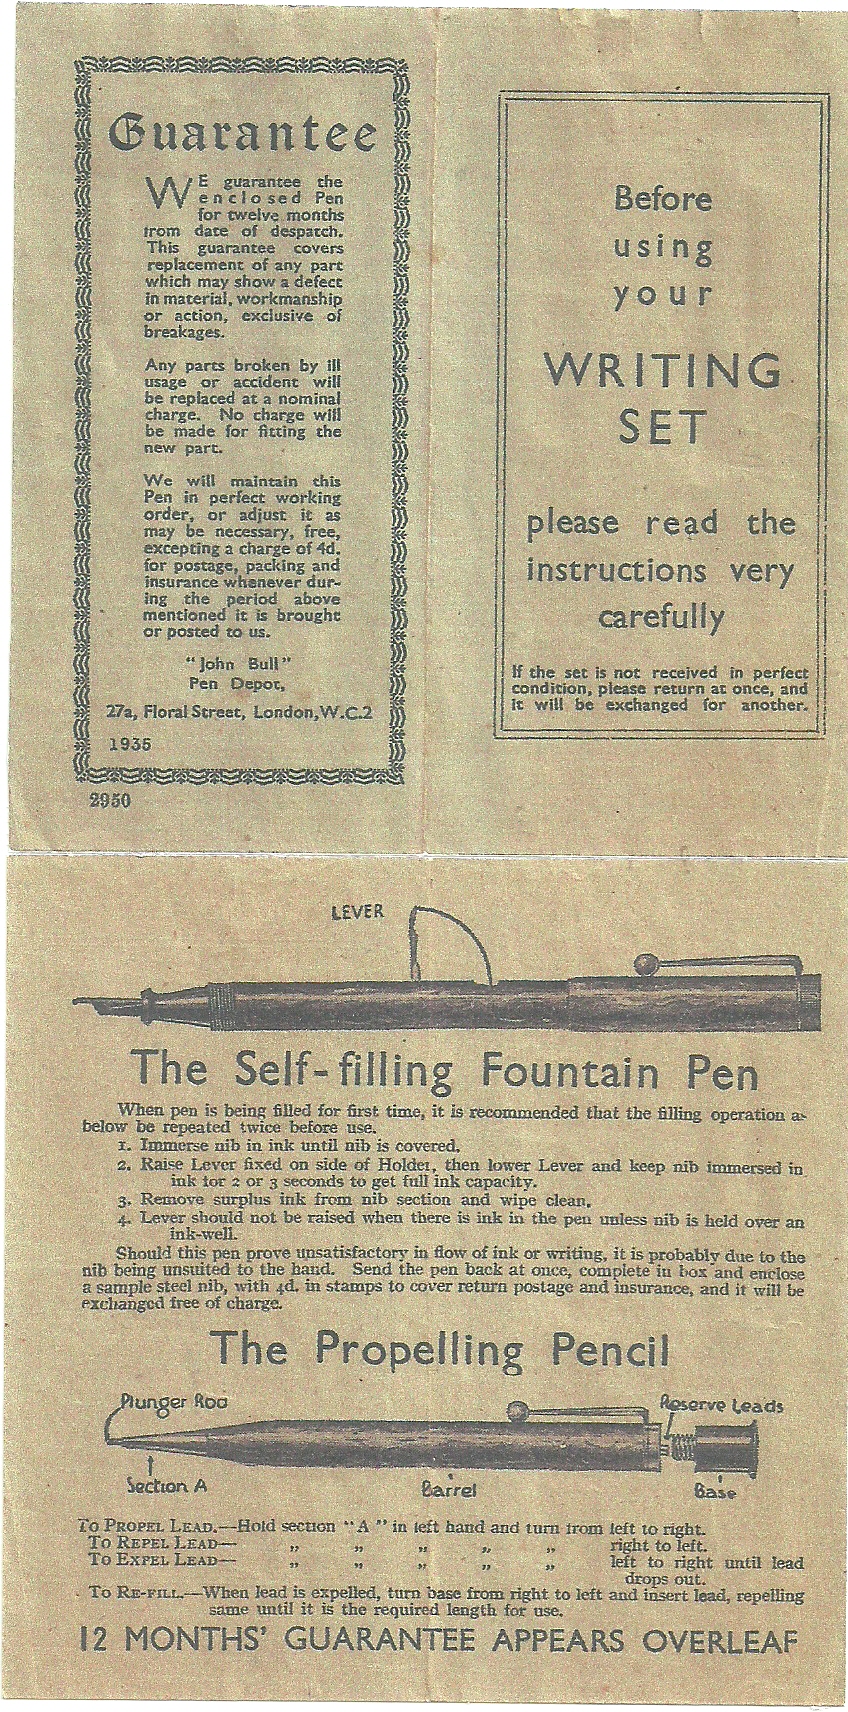 Guarantee
WE guarantee the
enclosed Pen
for twelve months
from date of despatch.
This guarantee covers
replacement of any part
which may show a defect
in material, workmanship
or action, exclusive of
breakages.
Any parts broken by ill
usage or accident will
be replaced at a nominal
charge. No charge will
be made for fitting the
new part.
We will maintain this
Pen in perfect working
order, or adjust it as
may be necessary, free,
excepting a charge of 4d.
for postage, packing and
insurance whenever dur-
ing the period above
mentioned it is brought
or posted to us.
"John Bull"
Pen Depot,
27a, Floral Street, London, W.C.2
1935
2950
Before
using
your
WRITING
SET
please read the
instructions very
carefully
If the set is not received in perfect
condition, please return at once, and
it will be exchanged for another.
LEVER
The Self-filling Fountain Pen
When pen is being filled for first time, it is recommended that the filling operation as
below be repeated twice before use.
1. Immerse nib in ink until nib is covered.
2. Raise Lever fixed on side of Holder, then lower Lever and keep nib immersed in
ink for 2 or 3 seconds to get full ink capacity.
3. Remove surplus ink from nib section and wipe clean.
4. Lever should not be raised when there is ink in the pen unless nib is held over an
ink-well.
Should this pen prove unsatisfactory in flow of ink or writing, it is probably due to the
nib being unsuited to the hand. Send the pen back at once, complete in box and enclose
a sample steel nib, with 4d. in stamps to cover return postage and insurance, and it will be
exchanged free of charge.
The Propelling Pencil
Plunger Rod
Reserve Leads
Section A
Barrel
Base
TO PROPEL LEAD.—Hold section "A" in left hand and turn from left to right.
TO REPEL LEAD— „ „ „ „ „ right to left.
TO EXPEL LEAD— „ „ „ „ „ left to right until lead
drops out.
TO RE-FILL.—When lead is expelled, turn base from right to left and insert lead, repelling
same until it is the required length for use.
12 MONTHS' GUARANTEE APPEARS OVERLEAF